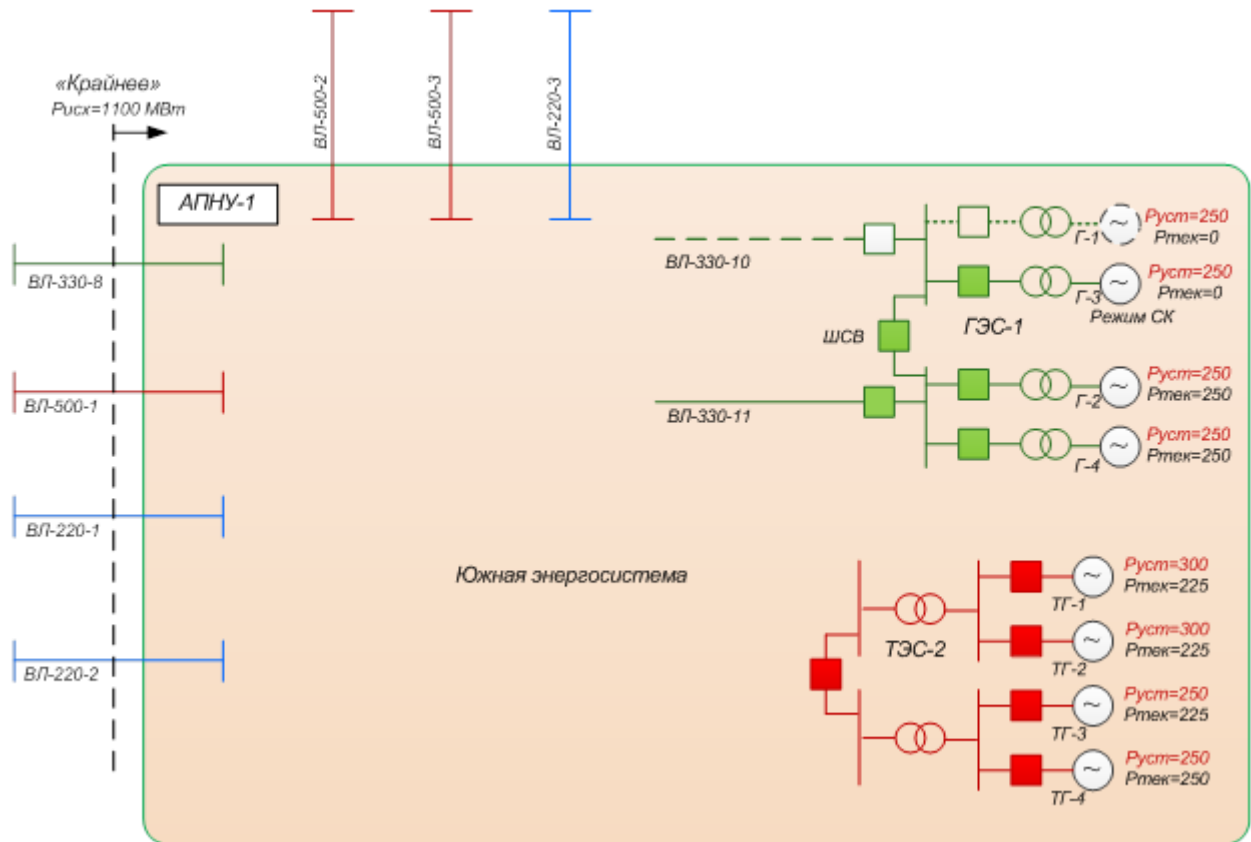 «Крайнее»
Рисх=1100 МВт
ВЛ-500-2
ВЛ-500-3
ВЛ-220-3
АПНУ-1
ВЛ-330-8
ВЛ-500-1
ВЛ-220-1
ВЛ-220-2
ВЛ-330-10
ШСВ
ВЛ-330-11
ГЭС-1
Г-1
Руст=250
Ртек=0
Г-3
Руст=250
Ртек=0
Режим СК
Г-2
Руст=250
Ртек=250
Г-4
Руст=250
Ртек=250
Южная энергосистема
ТЭС-2
ТГ-1
Руст=300
Ртек=225
ТГ-2
Руст=300
Ртек=225
ТГ-3
Руст=250
Ртек=225
ТГ-4
Руст=250
Ртек=250